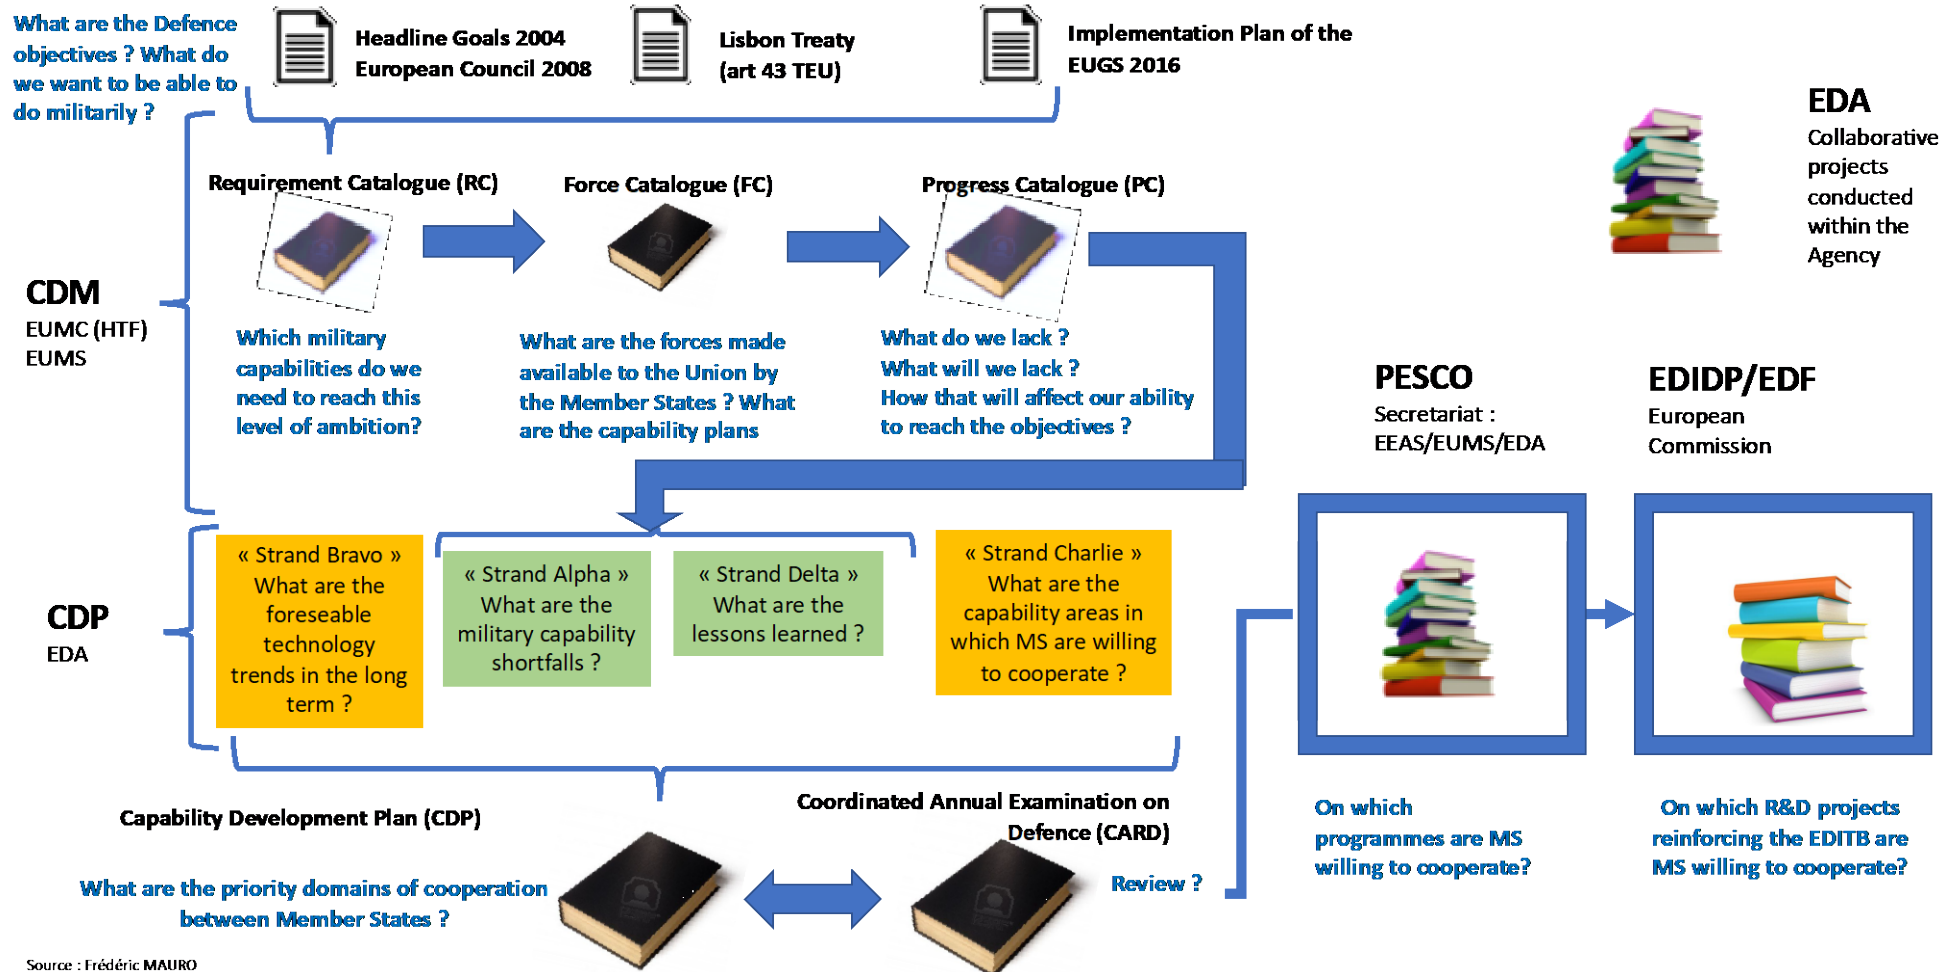 What are the Defence
objectives ? What do
we want to be able to
do militarily ?
Headline Goals 2004
European Council 2008
Lisbon Treaty
(art 43 TEU)
Implementation Plan of the
EUGS 2016
EDA
Collaborative
projects
conducted
within the
Agency
Requirement Catalogue (RC)
Force Catalogue (FC)
Progress Catalogue (PC)
CDM
EUMC (HTF)
EUMS
Which military
capabilities do we
need to reach this
level of ambition?
What are the forces made
available to the Union by
the Member States ? What
are the capability plans
What do we lack ?
What will we lack ?
How that will affect our ability
to reach the objectives ?
PESCO
Secretariat :
EEAS/EUMS/EDA
EDIDP/EDF
European
Commission
CDP
EDA
« Strand Bravo »
What are the
foreseable
technology
trends in the long
term ?
« Strand Alpha »
What are the
military capability
shortfalls ?
« Strand Delta »
What are the
lessons learned ?
« Strand Charlie »
What are the
capability areas in
which MS are willing
to cooperate ?
Capability Development Plan (CDP)
What are the priority domains of cooperation
between Member States ?
Coordinated Annual Examination on
Defence (CARD)
Review ?
On which
programmes are MS
willing to cooperate?
On which R&D projects
reinforcing the EDITB are
MS willing to cooperate?
Source : Frédéric MAURO